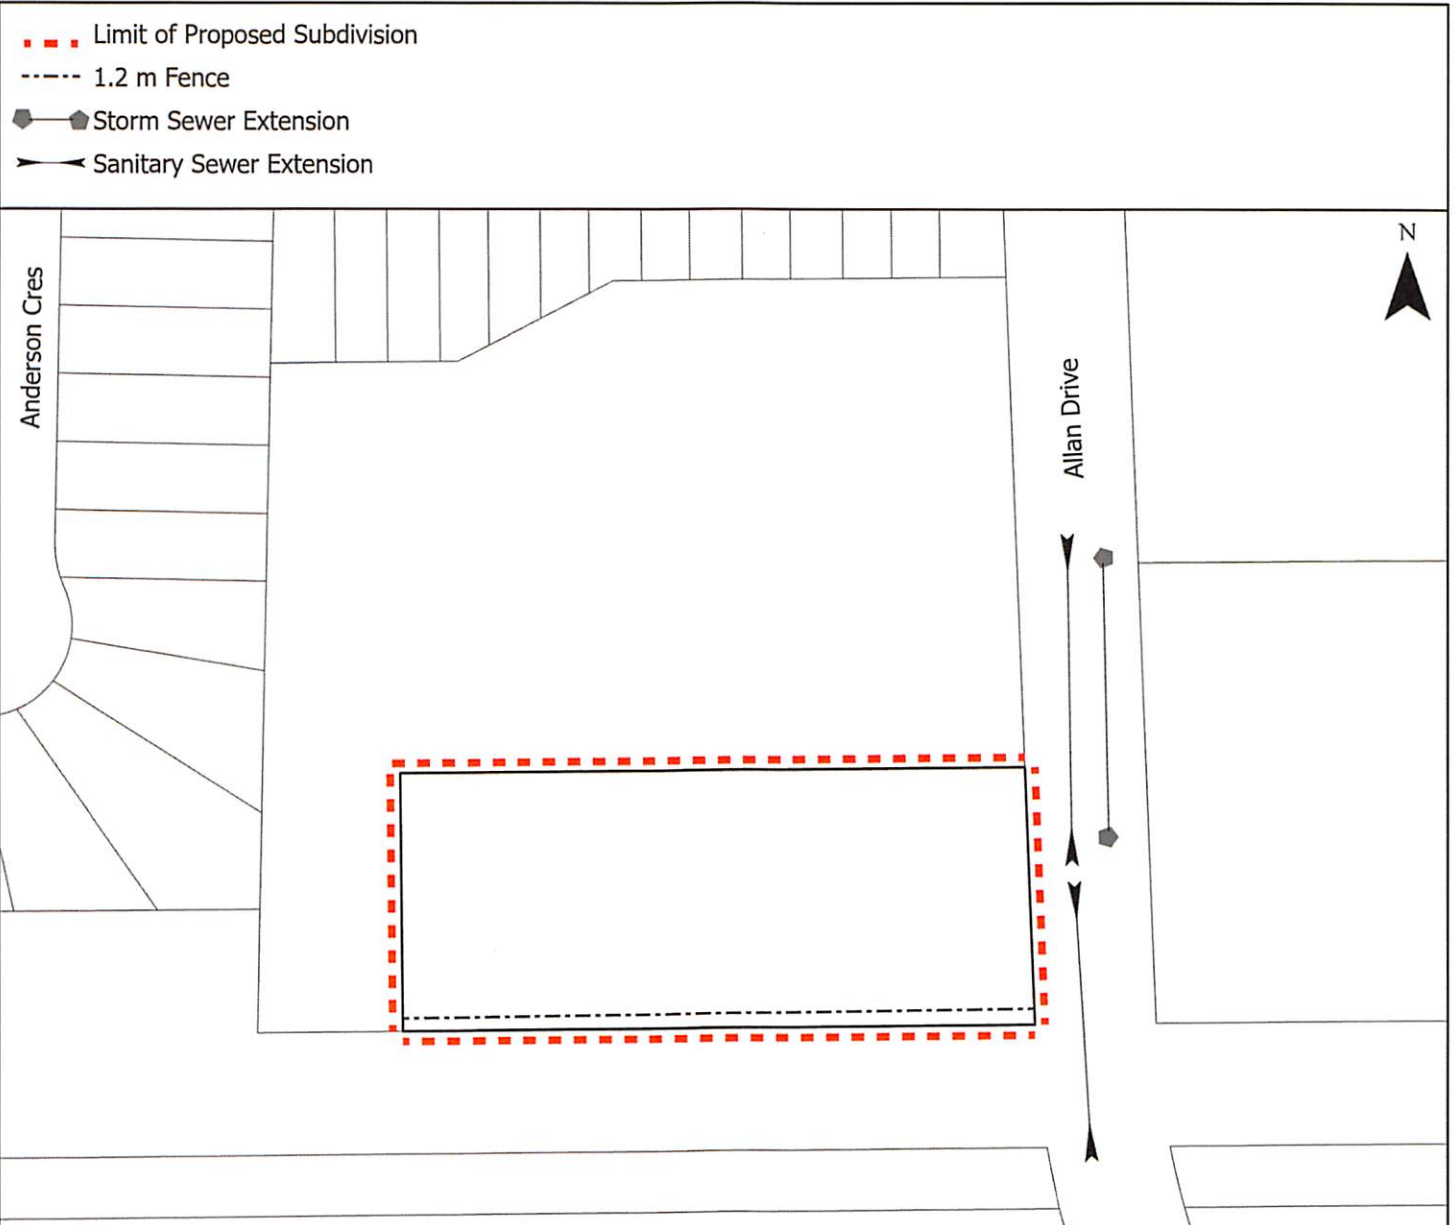 Limit of Proposed Subdivision
1.2 m Fence
Storm Sewer Extension
Sanitary Sewer Extension
N
Anderson Cres
Allan Drive